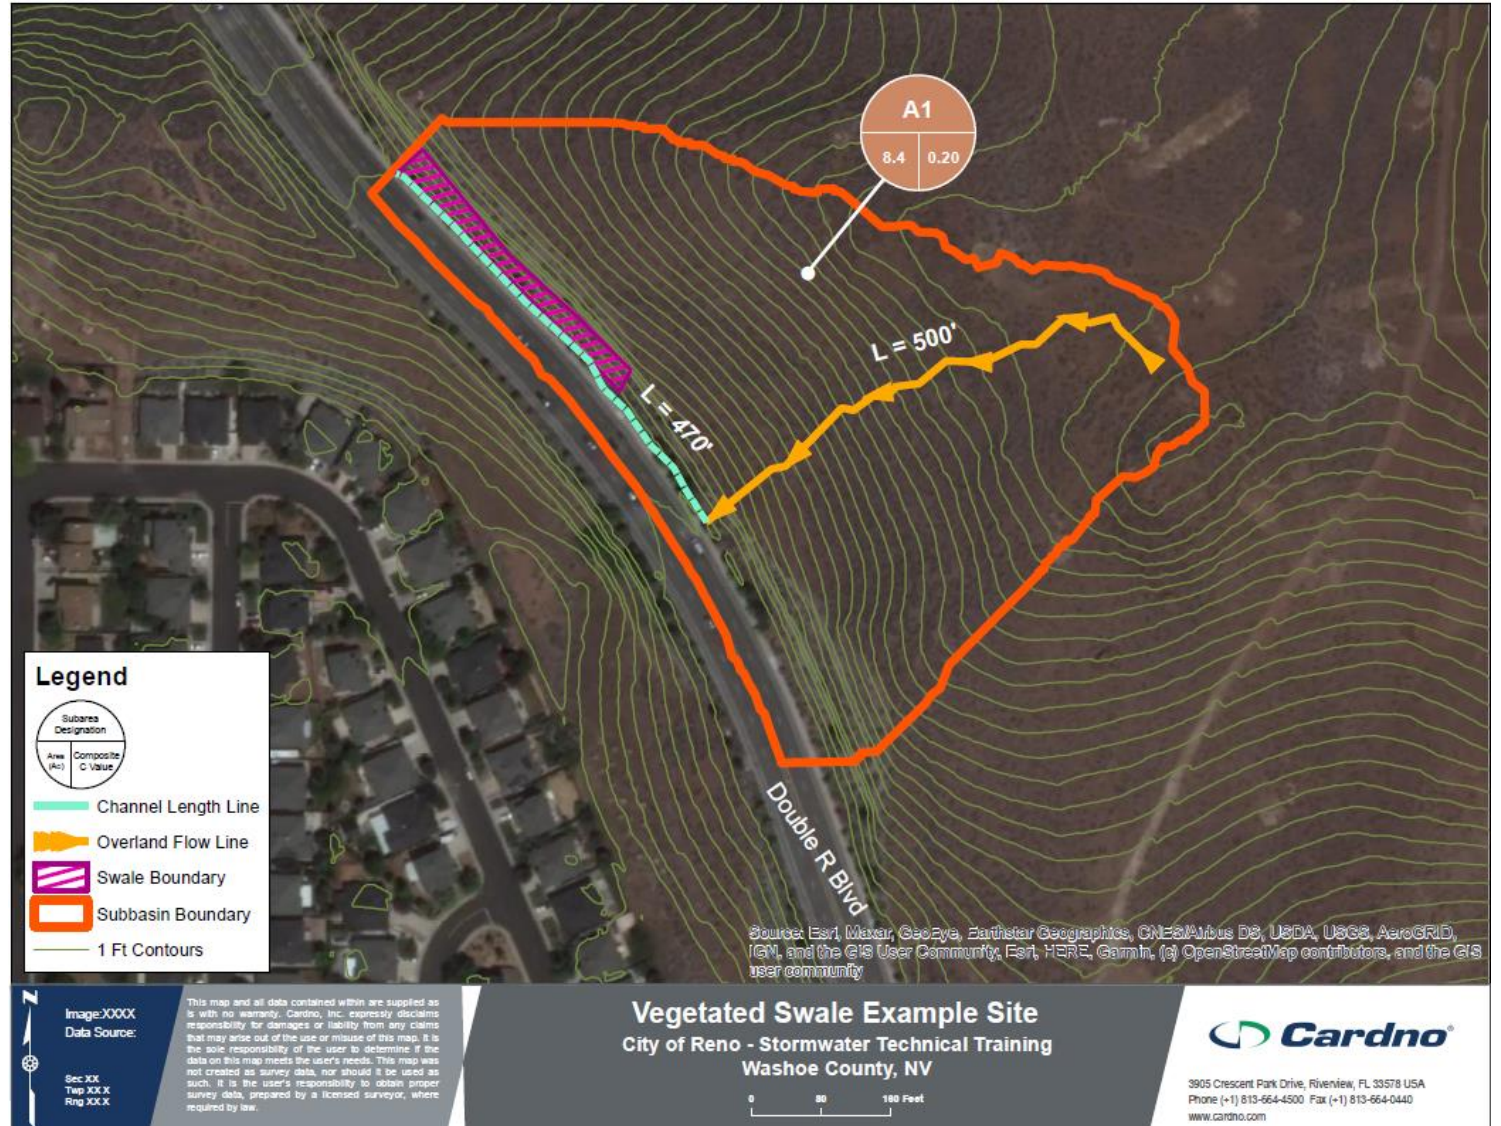 A1
8.4 0.20
L = 500'
L = 470'
Double R Blvd
Legend
Subarea
Designation
Area
(Ac)
Composite
C Value
Channel Length Line
Overland Flow Line
Swale Boundary
Subbasin Boundary
1 Ft Contours
Source: Esri, Maxar, GeoEye, Earthstar Geographics, CNES/Airbus DS, USDA, USGS, AeroGRID,
IGN, and the GIS User Community, Esri, HERE, Garmin, (c) OpenStreetMap contributors, and the GIS
user community
N
Image:XXXX
Data Source:
Sec XX
Twp XX X
Rng XX X
This map and all data contained within are supplied as
is with no warranty. Cardno, Inc. expressly disclaims
responsibility for damages or liability from any claims
that may arise out of the use or misuse of this map. It is
the sole responsibility of the user to determine if the
data on this map meets the user's needs. This map was
not created as survey data, nor should it be used as
such. It is the user's responsibility to obtain proper
survey data, prepared by a licensed surveyor, where
required by law.
Vegetated Swale Example Site
City of Reno - Stormwater Technical Training
Washoe County, NV
0 80 160 Feet
Cardno®
3905 Crescent Park Drive, Riverview, FL 33578 USA
Phone (+1) 813-664-4500 Fax (+1) 813-664-0440
www.cardno.com